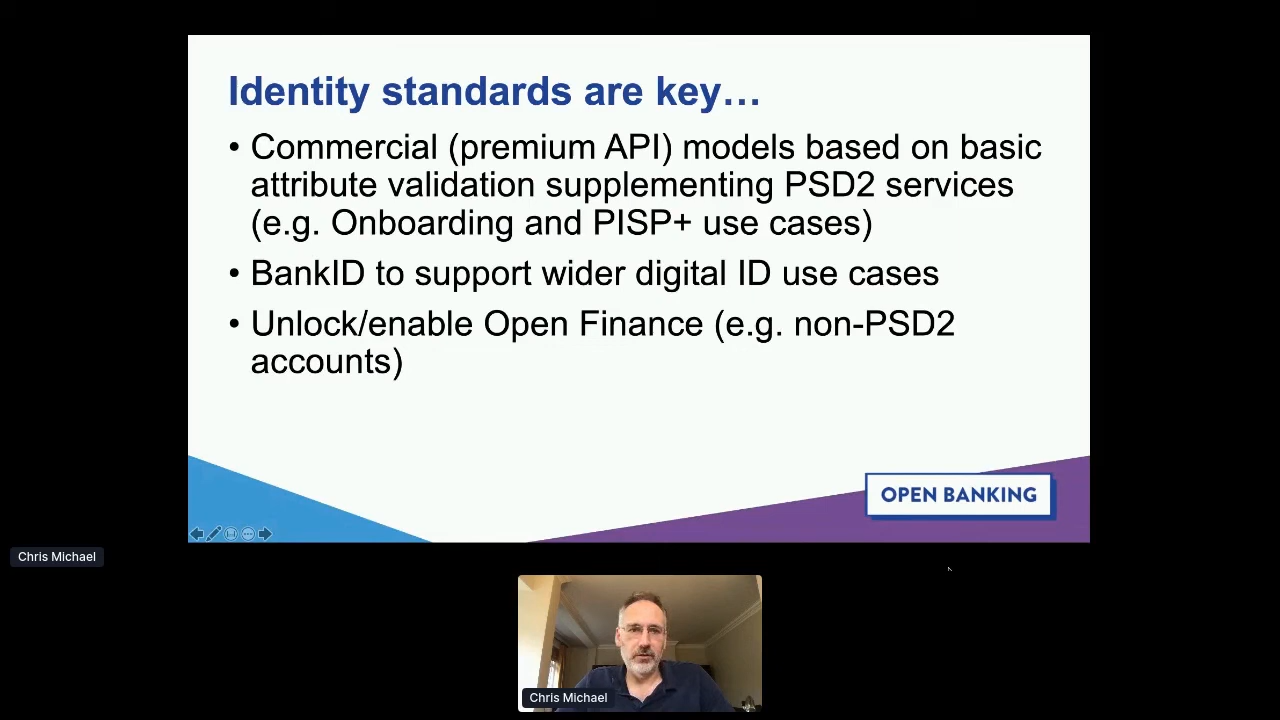 Identity standards are key…
• Commercial (premium API) models based on basic
attribute validation supplementing PSD2 services
(e.g. Onboarding and PISP+ use cases)
• BankID to support wider digital ID use cases
• Unlock/enable Open Finance (e.g. non-PSD2
accounts)
OPEN BANKING
Chris Michael
Chris Michael